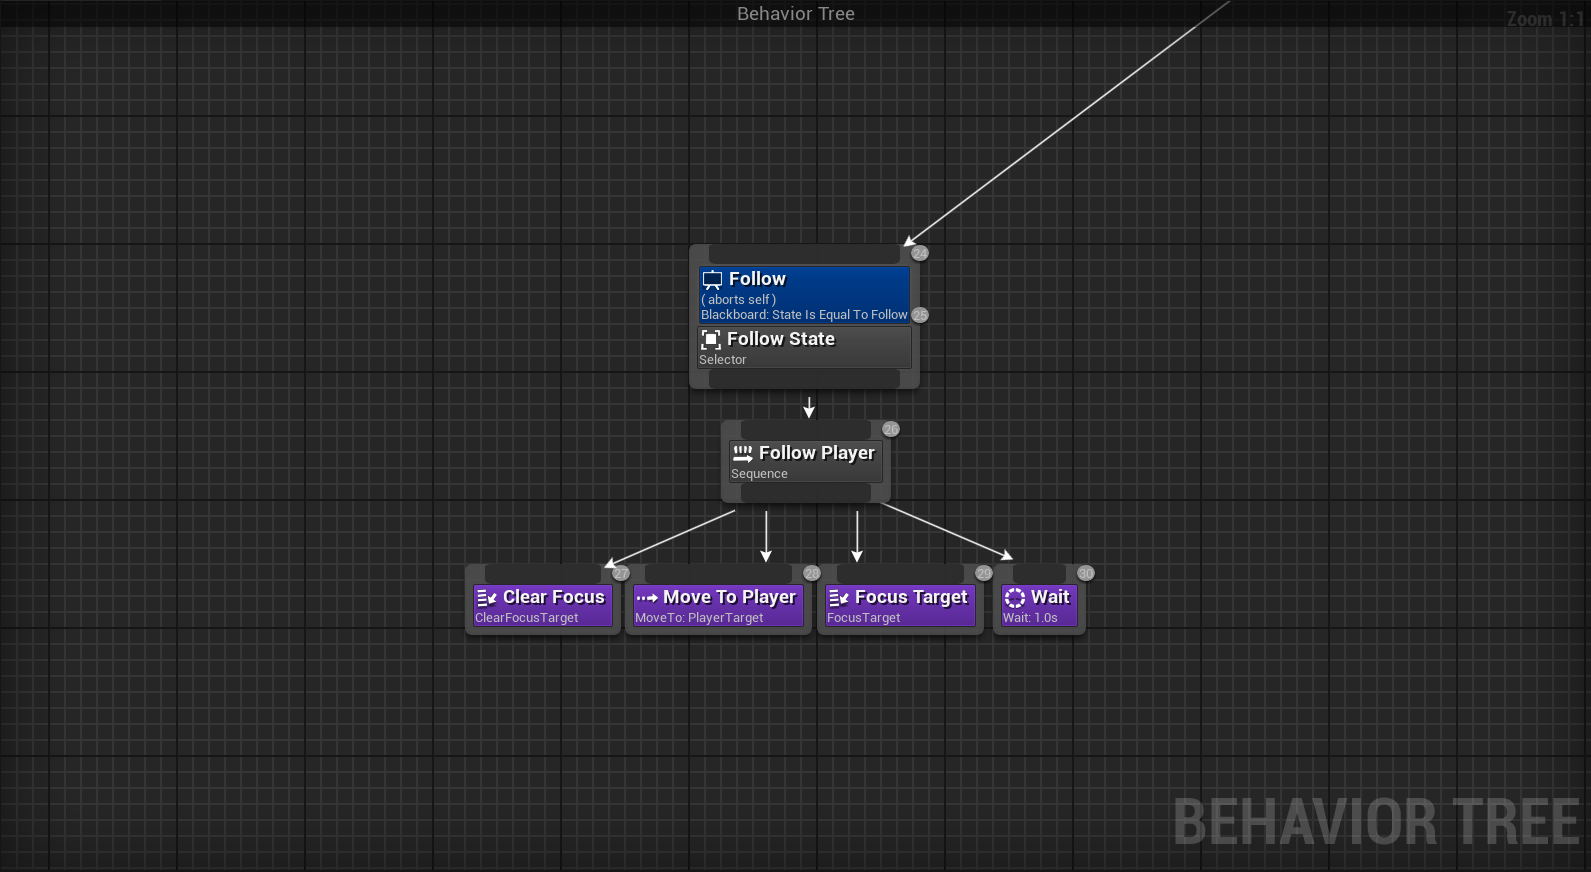 Behavior Tree
Zoom 1:1
24
Follow
( aborts self )
Blackboard: State Is Equal To Follow
25
Follow State
Selector
26
Follow Player
Sequence
27
Clear Focus
ClearFocusTarget
28
Move To Player
MoveTo: PlayerTarget
29
Focus Target
FocusTarget
30
Wait
Wait: 1.0s
BEHAVIOR TREE